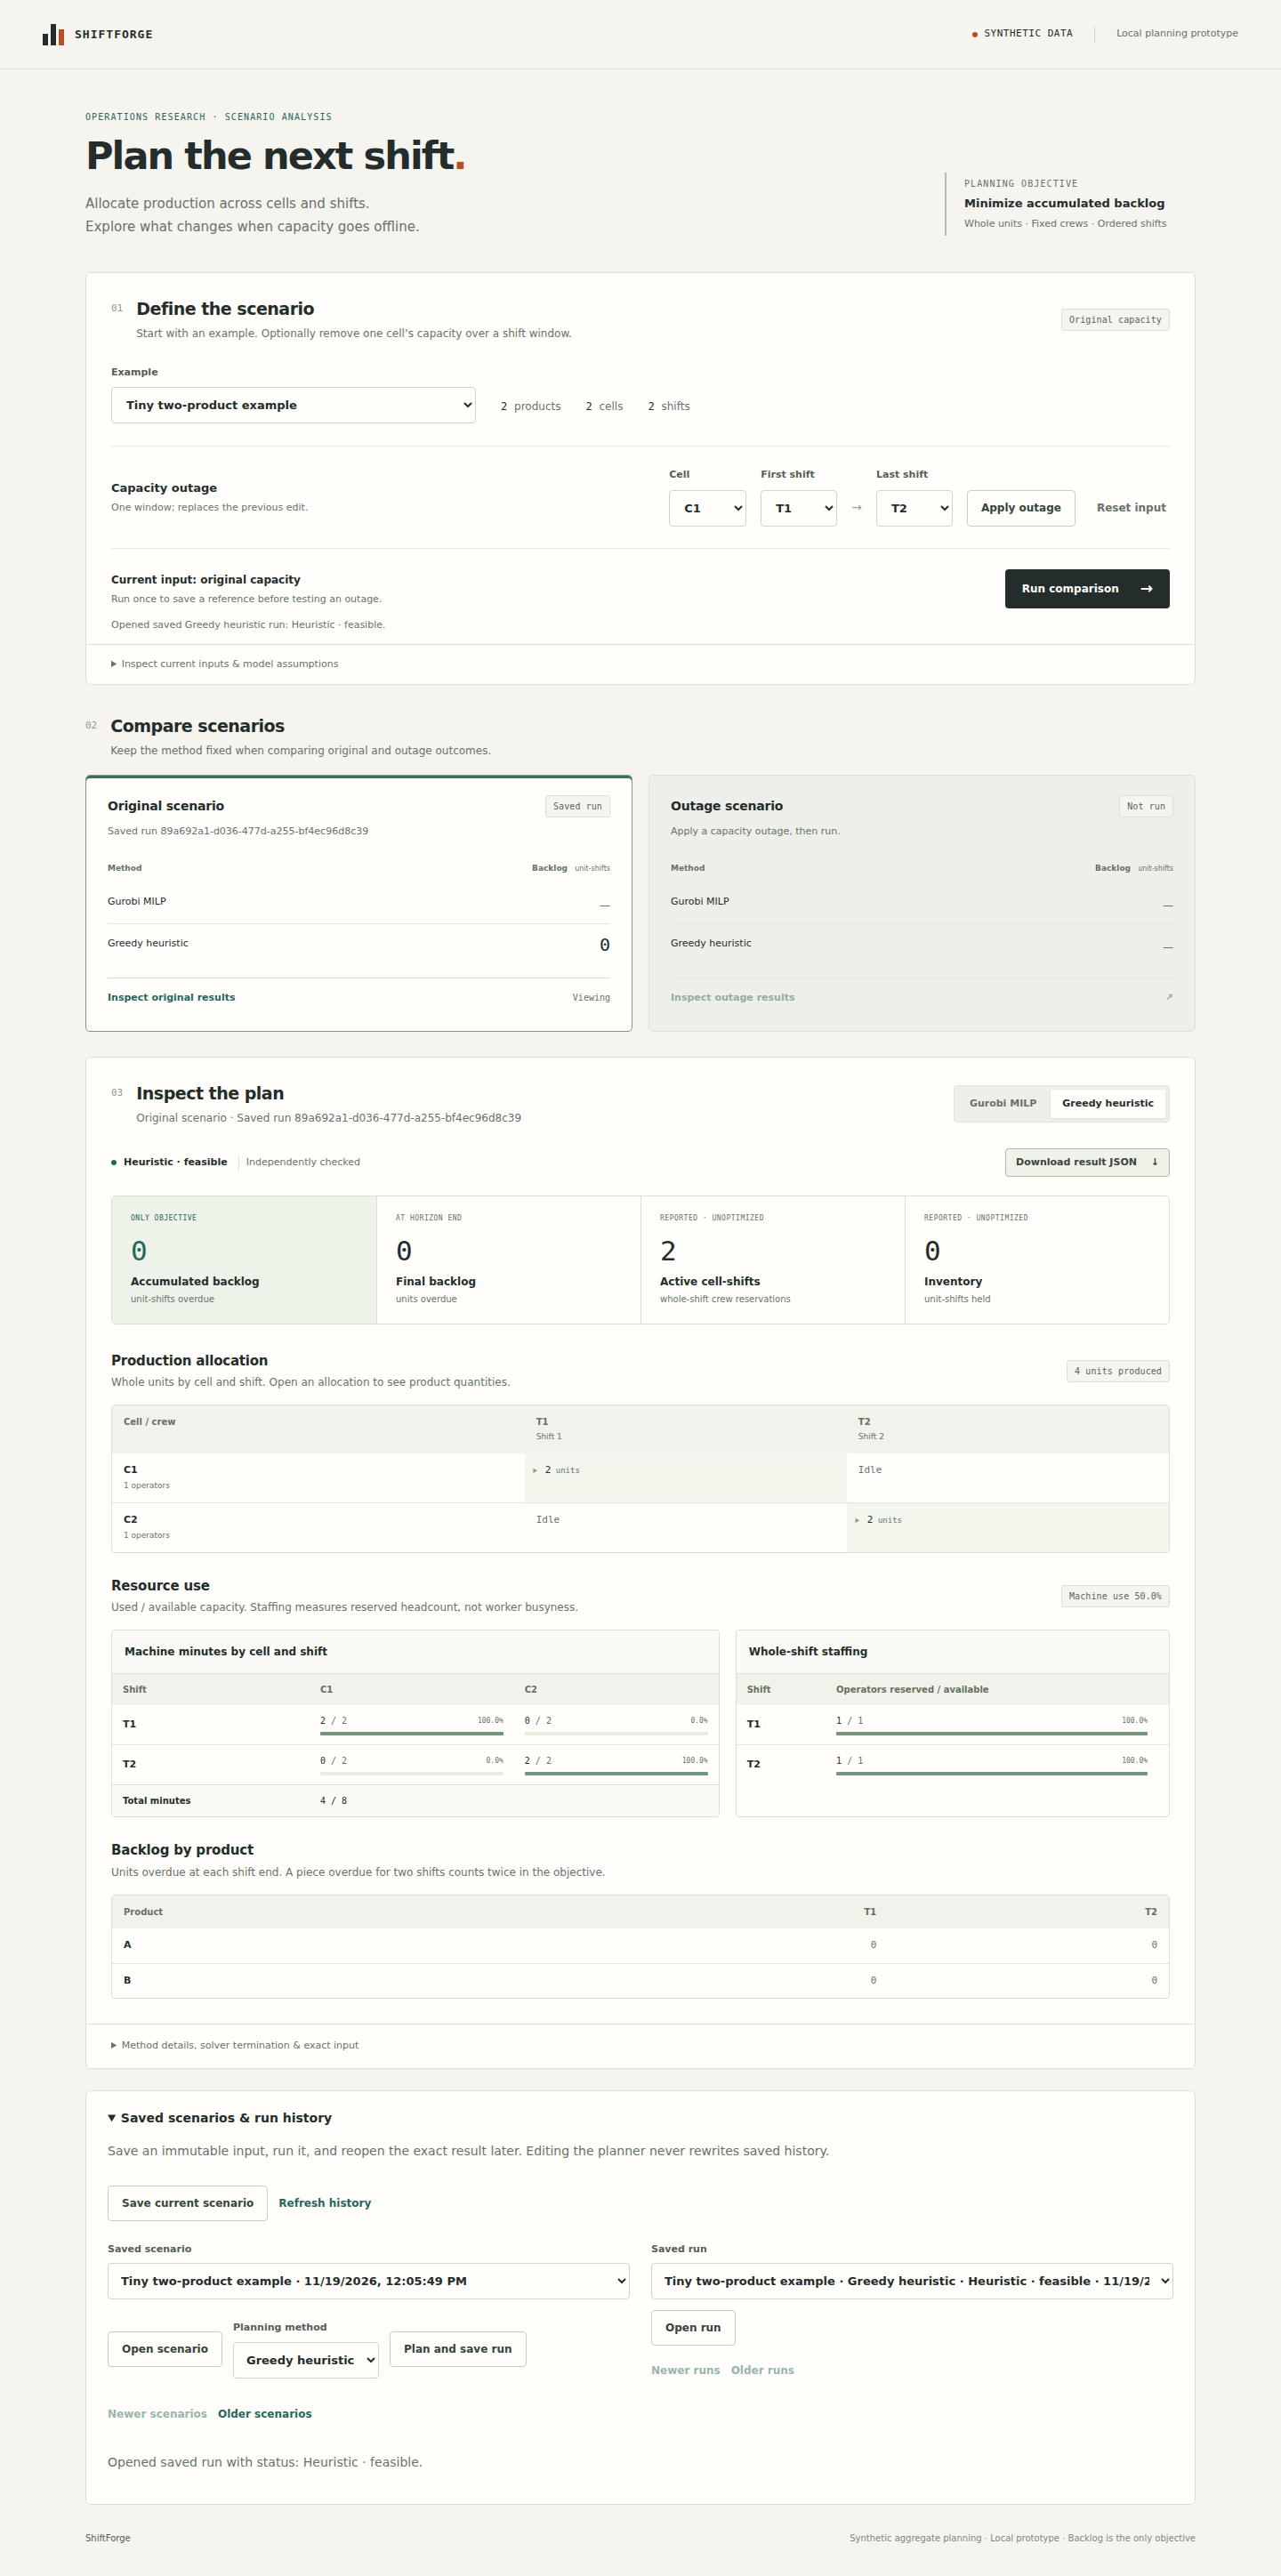 SHIFTFORGE
SYNTHETIC DATA
Local planning prototype
OPERATIONS RESEARCH · SCENARIO ANALYSIS
Plan the next shift.
Allocate production across cells and shifts.
Explore what changes when capacity goes offline.
PLANNING OBJECTIVE
Minimize accumulated backlog
Whole units · Fixed crews · Ordered shifts
01 Define the scenario
Start with an example. Optionally remove one cell’s capacity over a shift window.
Original capacity
Example
Tiny two-product example
2 products 2 cells 2 shifts
Capacity outage
One window; replaces the previous edit.
Cell First shift Last shift
C1 T1 → T2 Apply outage Reset input
Current input: original capacity
Run once to save a reference before testing an outage.
Opened saved Greedy heuristic run: Heuristic · feasible.
Run comparison →
Inspect current inputs & model assumptions
02 Compare scenarios
Keep the method fixed when comparing original and outage outcomes.
Original scenario Saved run
Saved run 89a692a1-d036-477d-a255-bf4ec96d8c39
Method Backlog unit-shifts
Gurobi MILP —
Greedy heuristic 0
Inspect original results Viewing
Outage scenario Not run
Apply a capacity outage, then run.
Method Backlog unit-shifts
Gurobi MILP —
Greedy heuristic —
Inspect outage results ↗
03 Inspect the plan
Original scenario · Saved run 89a692a1-d036-477d-a255-bf4ec96d8c39
Gurobi MILP Greedy heuristic
Heuristic · feasible Independently checked
Download result JSON ↓
ONLY OBJECTIVE
0
Accumulated backlog
unit-shifts overdue
AT HORIZON END
0
Final backlog
units overdue
REPORTED · UNOPTIMIZED
2
Active cell-shifts
whole-shift crew reservations
REPORTED · UNOPTIMIZED
0
Inventory
unit-shifts held
Production allocation
Whole units by cell and shift. Open an allocation to see product quantities.
4 units produced
Cell / crew T1 T2
Shift 1 Shift 2
C1 2 units Idle
1 operators
C2 Idle 2 units
1 operators
Resource use
Used / available capacity. Staffing measures reserved headcount, not worker busyness.
Machine use 50.0%
Machine minutes by cell and shift
Shift C1 C2
T1 2 / 2 100.0% 0 / 2 0.0%
T2 0 / 2 0.0% 2 / 2 100.0%
Total minutes 4 / 8
Whole-shift staffing
Shift Operators reserved / available
T1 1 / 1 100.0%
T2 1 / 1 100.0%
Backlog by product
Units overdue at each shift end. A piece overdue for two shifts counts twice in the objective.
Product T1 T2
A 0 0
B 0 0
Method details, solver termination & exact input
Saved scenarios & run history
Save an immutable input, run it, and reopen the exact result later. Editing the planner never rewrites saved history.
Save current scenario Refresh history
Saved scenario
Tiny two-product example · 11/19/2026, 12:05:49 PM
Planning method
Open scenario Greedy heuristic Plan and save run
Newer scenarios Older scenarios
Saved run
Tiny two-product example · Greedy heuristic · Heuristic · feasible · 11/19/2
Open run
Newer runs Older runs
Opened saved run with status: Heuristic · feasible.
ShiftForge
Synthetic aggregate planning · Local prototype · Backlog is the only objective